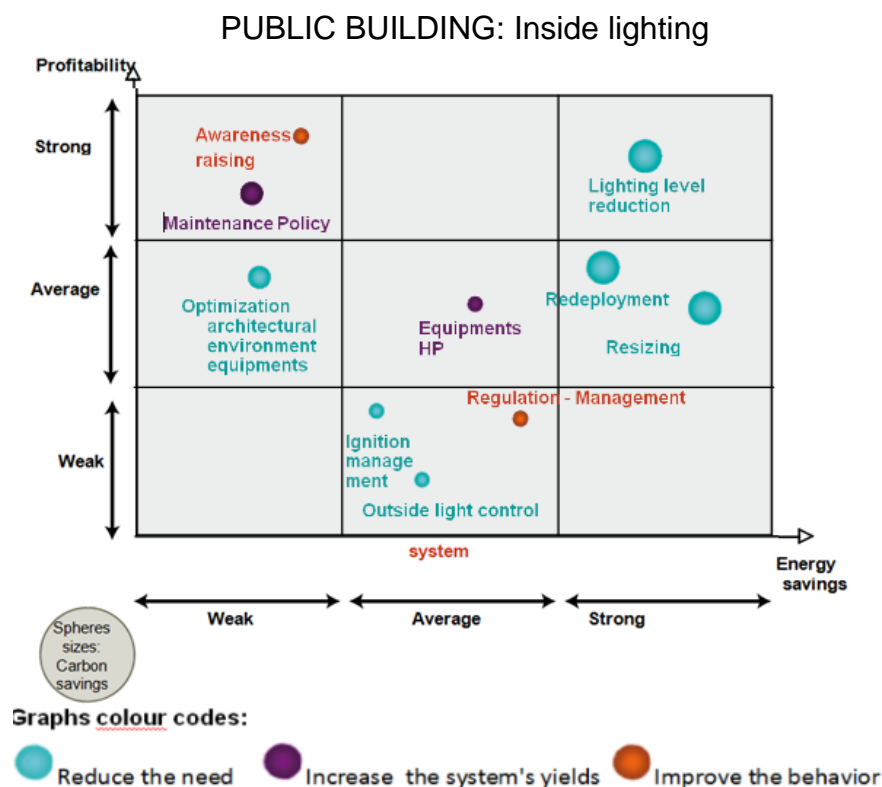 PUBLIC BUILDING: Inside lighting
Profitability
Strong
Awareness
raising
Maintenance Policy
Lighting level
reduction
Average
Optimization
architectural
environment
equipments
Equipments
HP
Redeployment
Resizing
Regulation - Management
Weak
Ignition
manage
ment
Outside light control
system
Energy
savings
Weak
Average
Strong
Spheres
sizes:
Carbon
savings
Graphs colour codes:
Reduce the need
Increase the system's yields
Improve the behavior